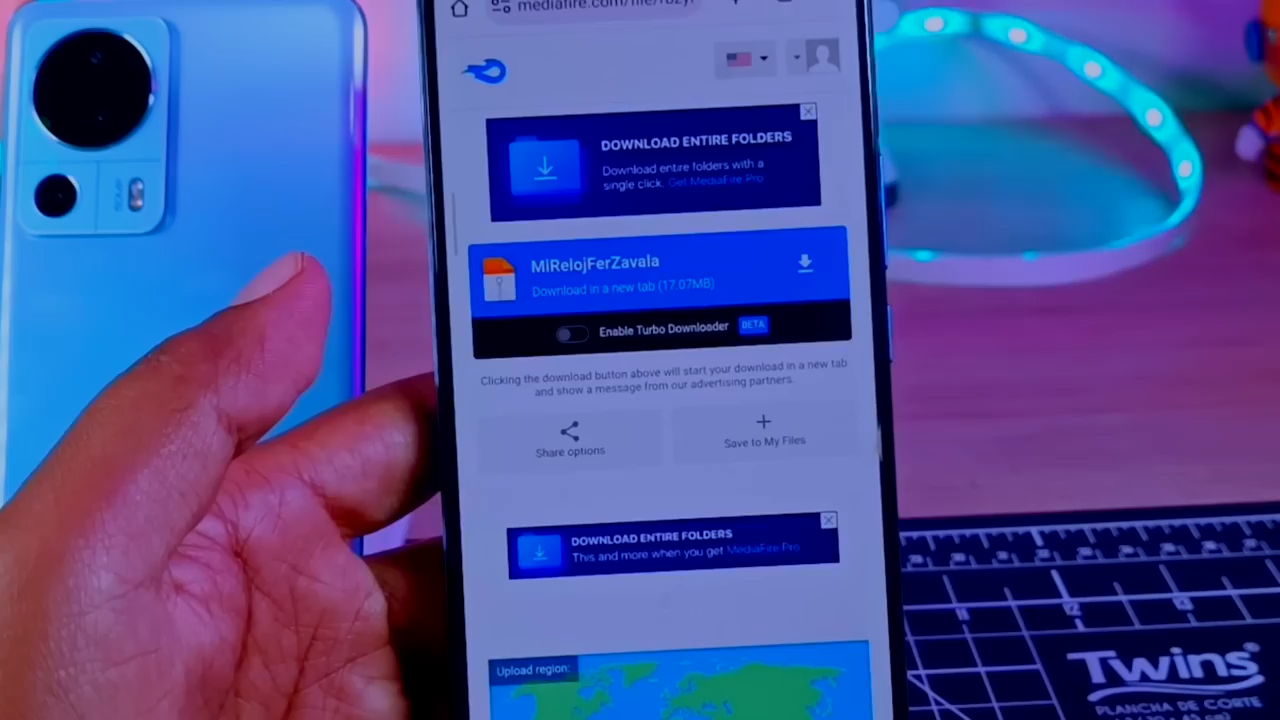 mediafire.com/file/
DOWNLOAD ENTIRE FOLDERS
Download entire folders with a
single click. Get MediaFire Pro
MIRelojFerZavala
Download in a new tab (17.07MB)
Enable Turbo Downloader BETA
Clicking the download button above will start your download in a new tab
and show a message from our advertising partners.
Share options
Save to My Files
DOWNLOAD ENTIRE FOLDERS
This and more when you get MediaFire Pro
Upload region:
Twins®
PLANCHA DE CORTE